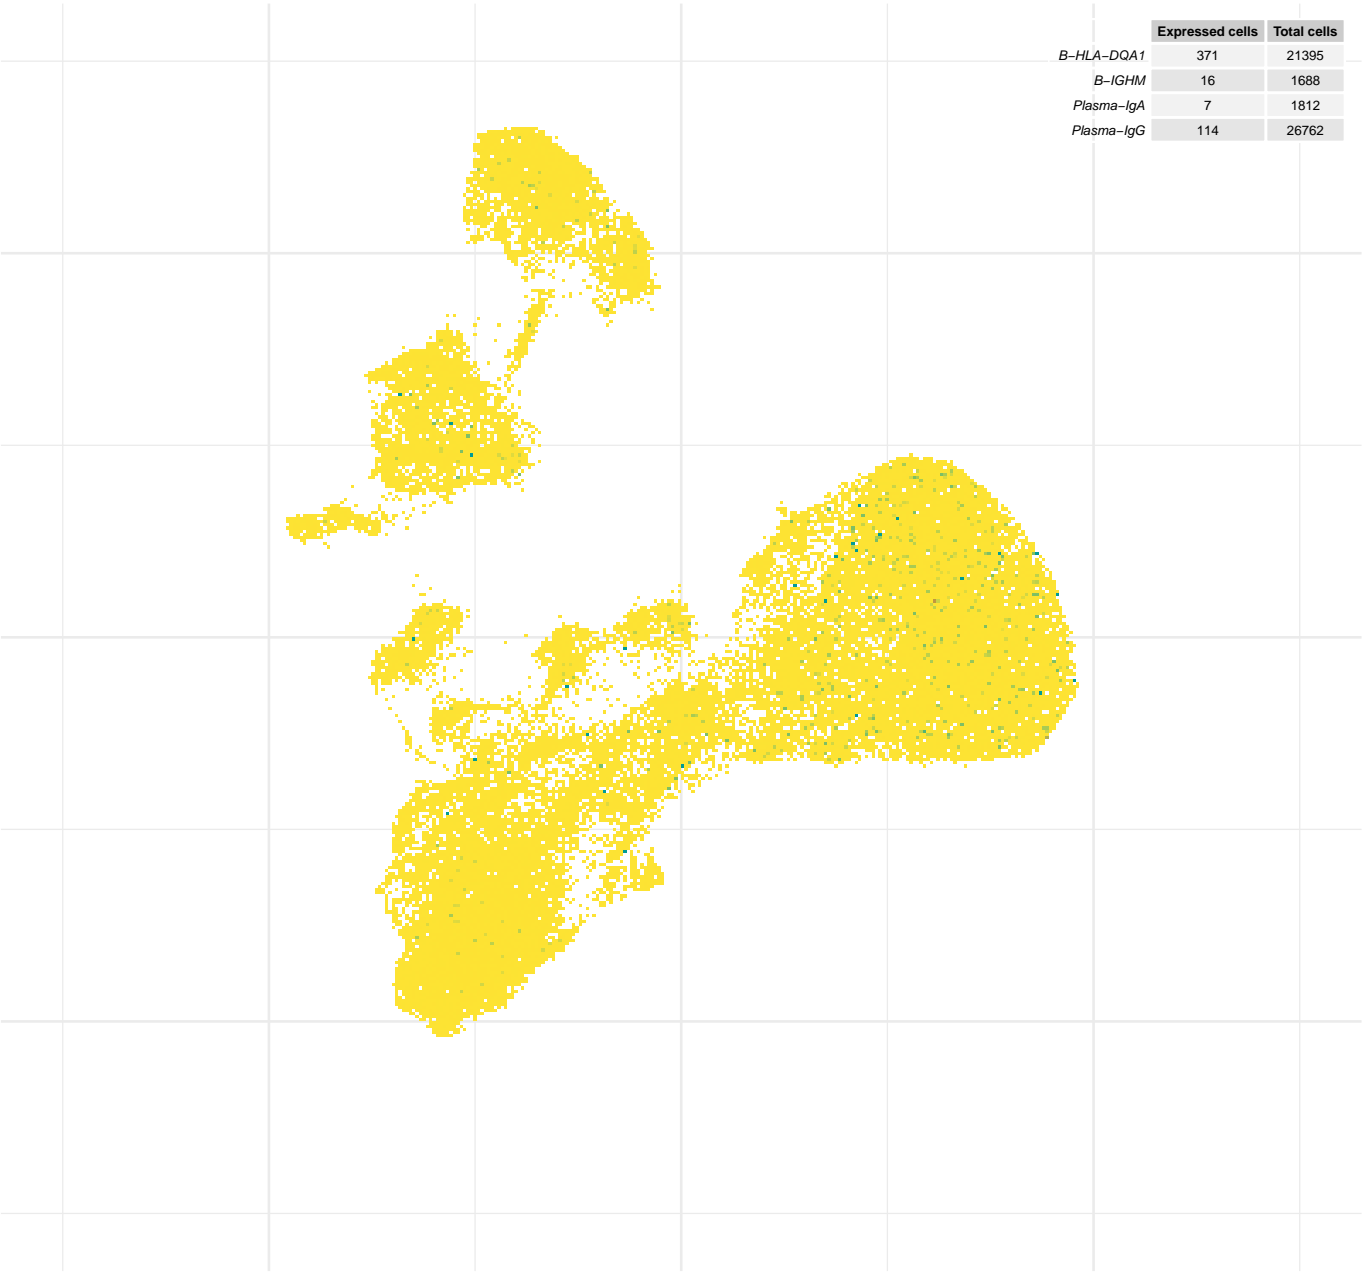 Expressed cells Total cells
B−HLA−DQA1 371 21395
B−IGHM 16 1688
Plasma−IgA 7 1812
Plasma−IgG 114 26762